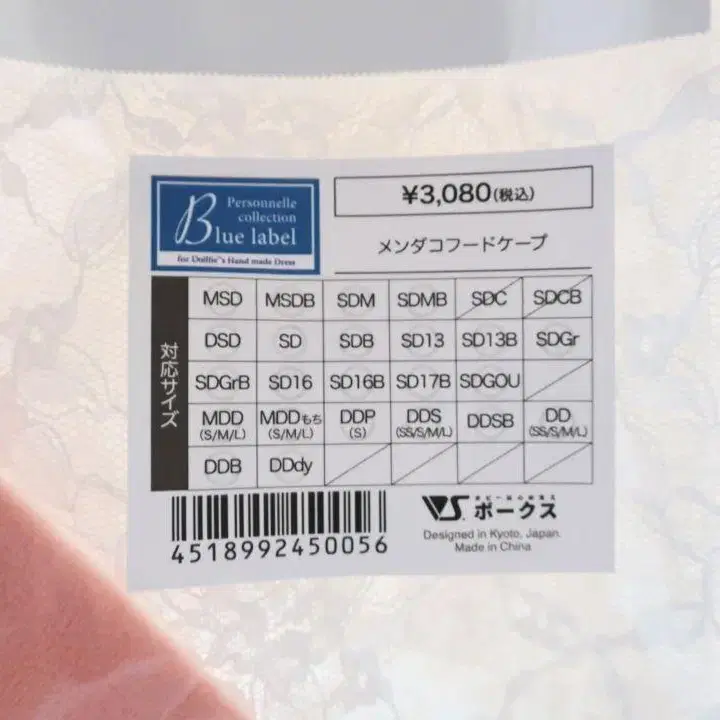 Personnelle
collection
Blue label
for Dollfie's Hand made Dress
¥3,080(税込)
メンダコフードケープ
対応サイズ
MSD MSDB SDM SDMB SDC SDCB
DSD SD SDB SD13 SD13B SDGr
SDGrB SD16 SD16B SD17B SDGOU
MDD MDDもち DDP DDS DDSB DD
(S/M/L) (S/M/L) (S) (SS/S/M/L) (SS/S/M/L)
DDB DDdy
4518992450056
VS
ボークス
Designed in Kyoto, Japan.
Made in China